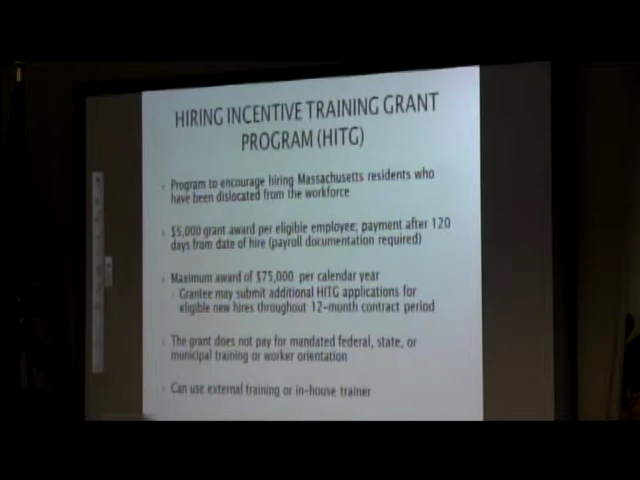 HIRING INCENTIVE TRAINING GRANT
PROGRAM (HITG)
Program to encourage hiring Massachusetts residents who
have been dislocated from the workforce
$5,000 grant award per eligible employee; payment after 120
days from date of hire (payroll documentation required)
Maximum award of $75,000 per calendar year
Grantee may submit additional HITG applications for
eligible new hires throughout 12-month contract period
The grant does not pay for mandated federal, state, or
municipal training or worker orientation
Can use external training or in-house trainer